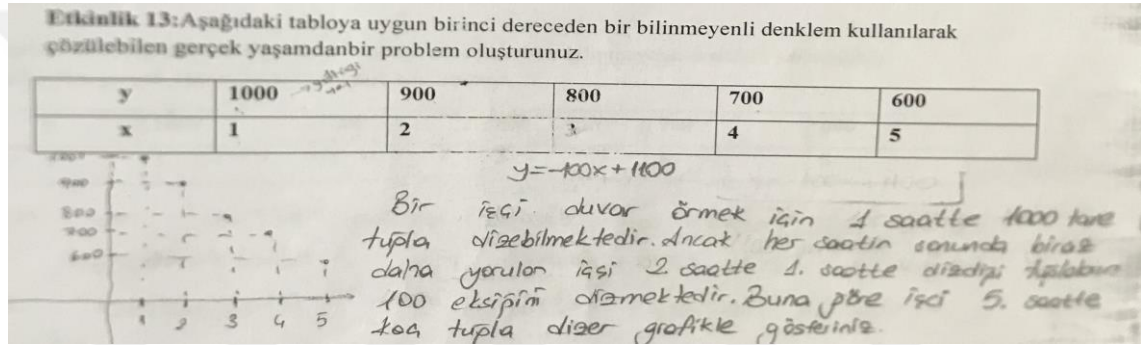 Etkinlik 13:Aşağıdaki tabloya uygun birinci dereceden bir bilinmeyenli denklem kullanılarak
çözülebilen gerçek yaşamdanbir problem oluşturunuz.
y 1000 900 800 700 600
x 1 2 3 4 5
y=-100x+1100
Bir işçi duvar örmek için 1 saatte 1000 tane
tuğla dizebilmektedir. Ancak her saatin sonunda biraz
daha yorulan işçi 2. saatte 1. saatte dizdiği
100 eksiğini dizmektedir. Buna göre işçi 5. saatte
kaç tuğla dizer grafikle gösteriniz.
900
800
700
600
1 2 3 4 5